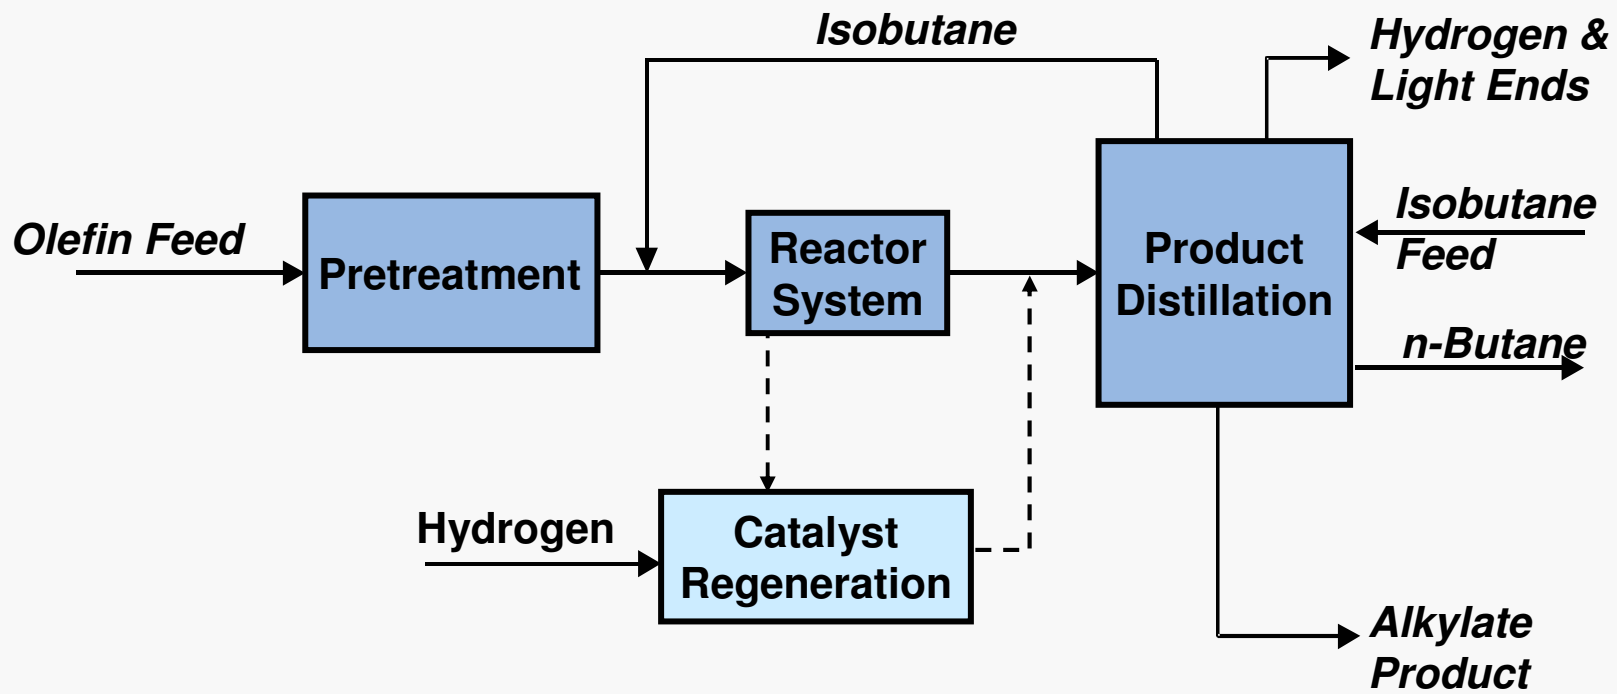 Isobutane
Hydrogen &
Light Ends
Olefin Feed
Pretreatment
Reactor
System
Product
Distillation
Isobutane
Feed
n-Butane
Hydrogen
Catalyst
Regeneration
Alkylate
Product